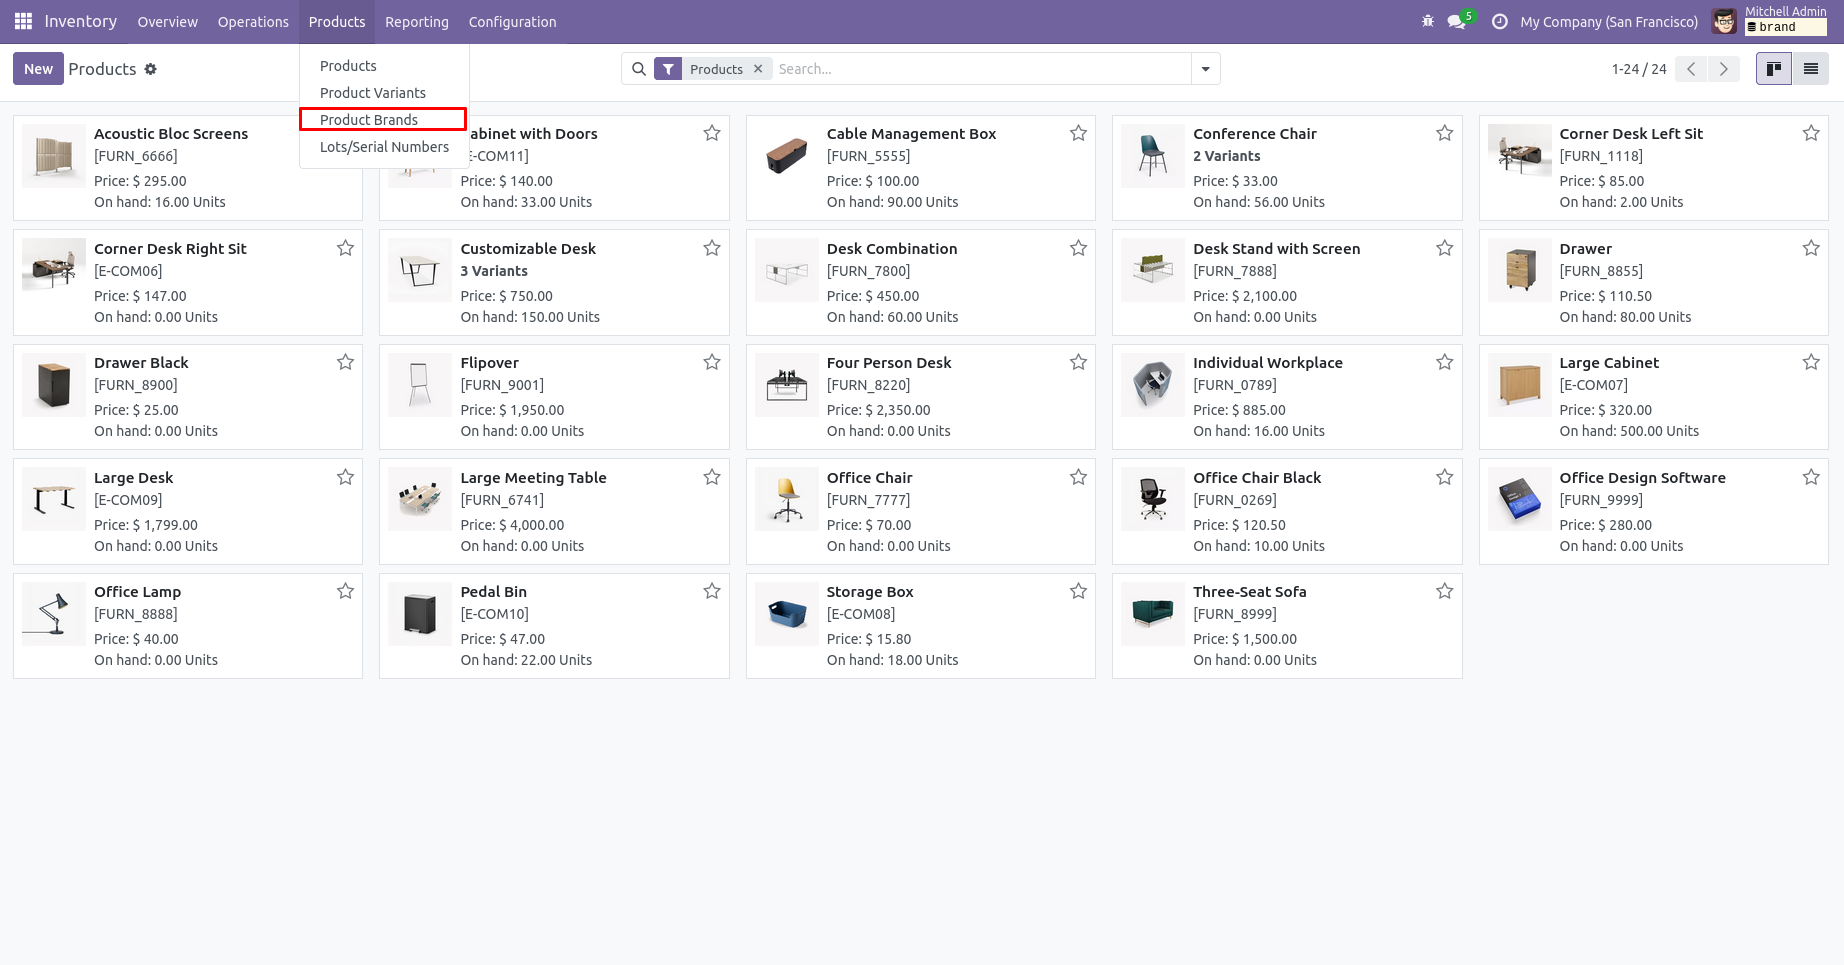 Inventory Overview Operations Products Reporting Configuration 5 My Company (San Francisco) Mitchell Admin
brand
New Products Products Search... 1-24 / 24
Products
Product Variants
Product Brands
Lots/Serial Numbers
Acoustic Bloc Screens
[FURN_6666]
Price: $ 295.00
On hand: 16.00 Units
abinet with Doors
E-COM11]
Price: $ 140.00
On hand: 33.00 Units
Cable Management Box
[FURN_5555]
Price: $ 100.00
On hand: 90.00 Units
Conference Chair
2 Variants
Price: $ 33.00
On hand: 56.00 Units
Corner Desk Left Sit
[FURN_1118]
Price: $ 85.00
On hand: 2.00 Units
Corner Desk Right Sit
[E-COM06]
Price: $ 147.00
On hand: 0.00 Units
Customizable Desk
3 Variants
Price: $ 750.00
On hand: 150.00 Units
Desk Combination
[FURN_7800]
Price: $ 450.00
On hand: 60.00 Units
Desk Stand with Screen
[FURN_7888]
Price: $ 2,100.00
On hand: 0.00 Units
Drawer
[FURN_8855]
Price: $ 110.50
On hand: 80.00 Units
Drawer Black
[FURN_8900]
Price: $ 25.00
On hand: 0.00 Units
Flipover
[FURN_9001]
Price: $ 1,950.00
On hand: 0.00 Units
Four Person Desk
[FURN_8220]
Price: $ 2,350.00
On hand: 0.00 Units
Individual Workplace
[FURN_0789]
Price: $ 885.00
On hand: 16.00 Units
Large Cabinet
[E-COM07]
Price: $ 320.00
On hand: 500.00 Units
Large Desk
[E-COM09]
Price: $ 1,799.00
On hand: 0.00 Units
Large Meeting Table
[FURN_6741]
Price: $ 4,000.00
On hand: 0.00 Units
Office Chair
[FURN_7777]
Price: $ 70.00
On hand: 0.00 Units
Office Chair Black
[FURN_0269]
Price: $ 120.50
On hand: 10.00 Units
Office Design Software
[FURN_9999]
Price: $ 280.00
On hand: 0.00 Units
Office Lamp
[FURN_8888]
Price: $ 40.00
On hand: 0.00 Units
Pedal Bin
[E-COM10]
Price: $ 47.00
On hand: 22.00 Units
Storage Box
[E-COM08]
Price: $ 15.80
On hand: 18.00 Units
Three-Seat Sofa
[FURN_8999]
Price: $ 1,500.00
On hand: 0.00 Units